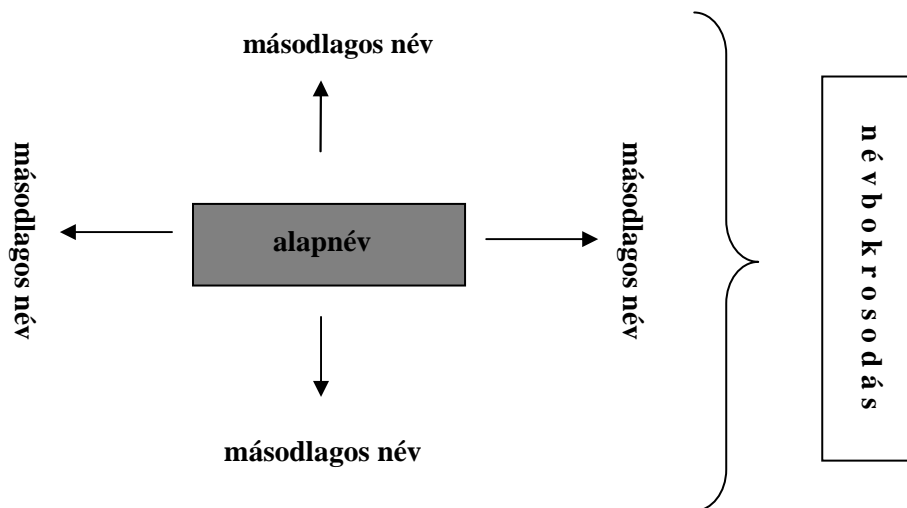 másodlagos név
másodlagos név
alapnév
másodlagos név
másodlagos név
n é v b o k r o s o d á s